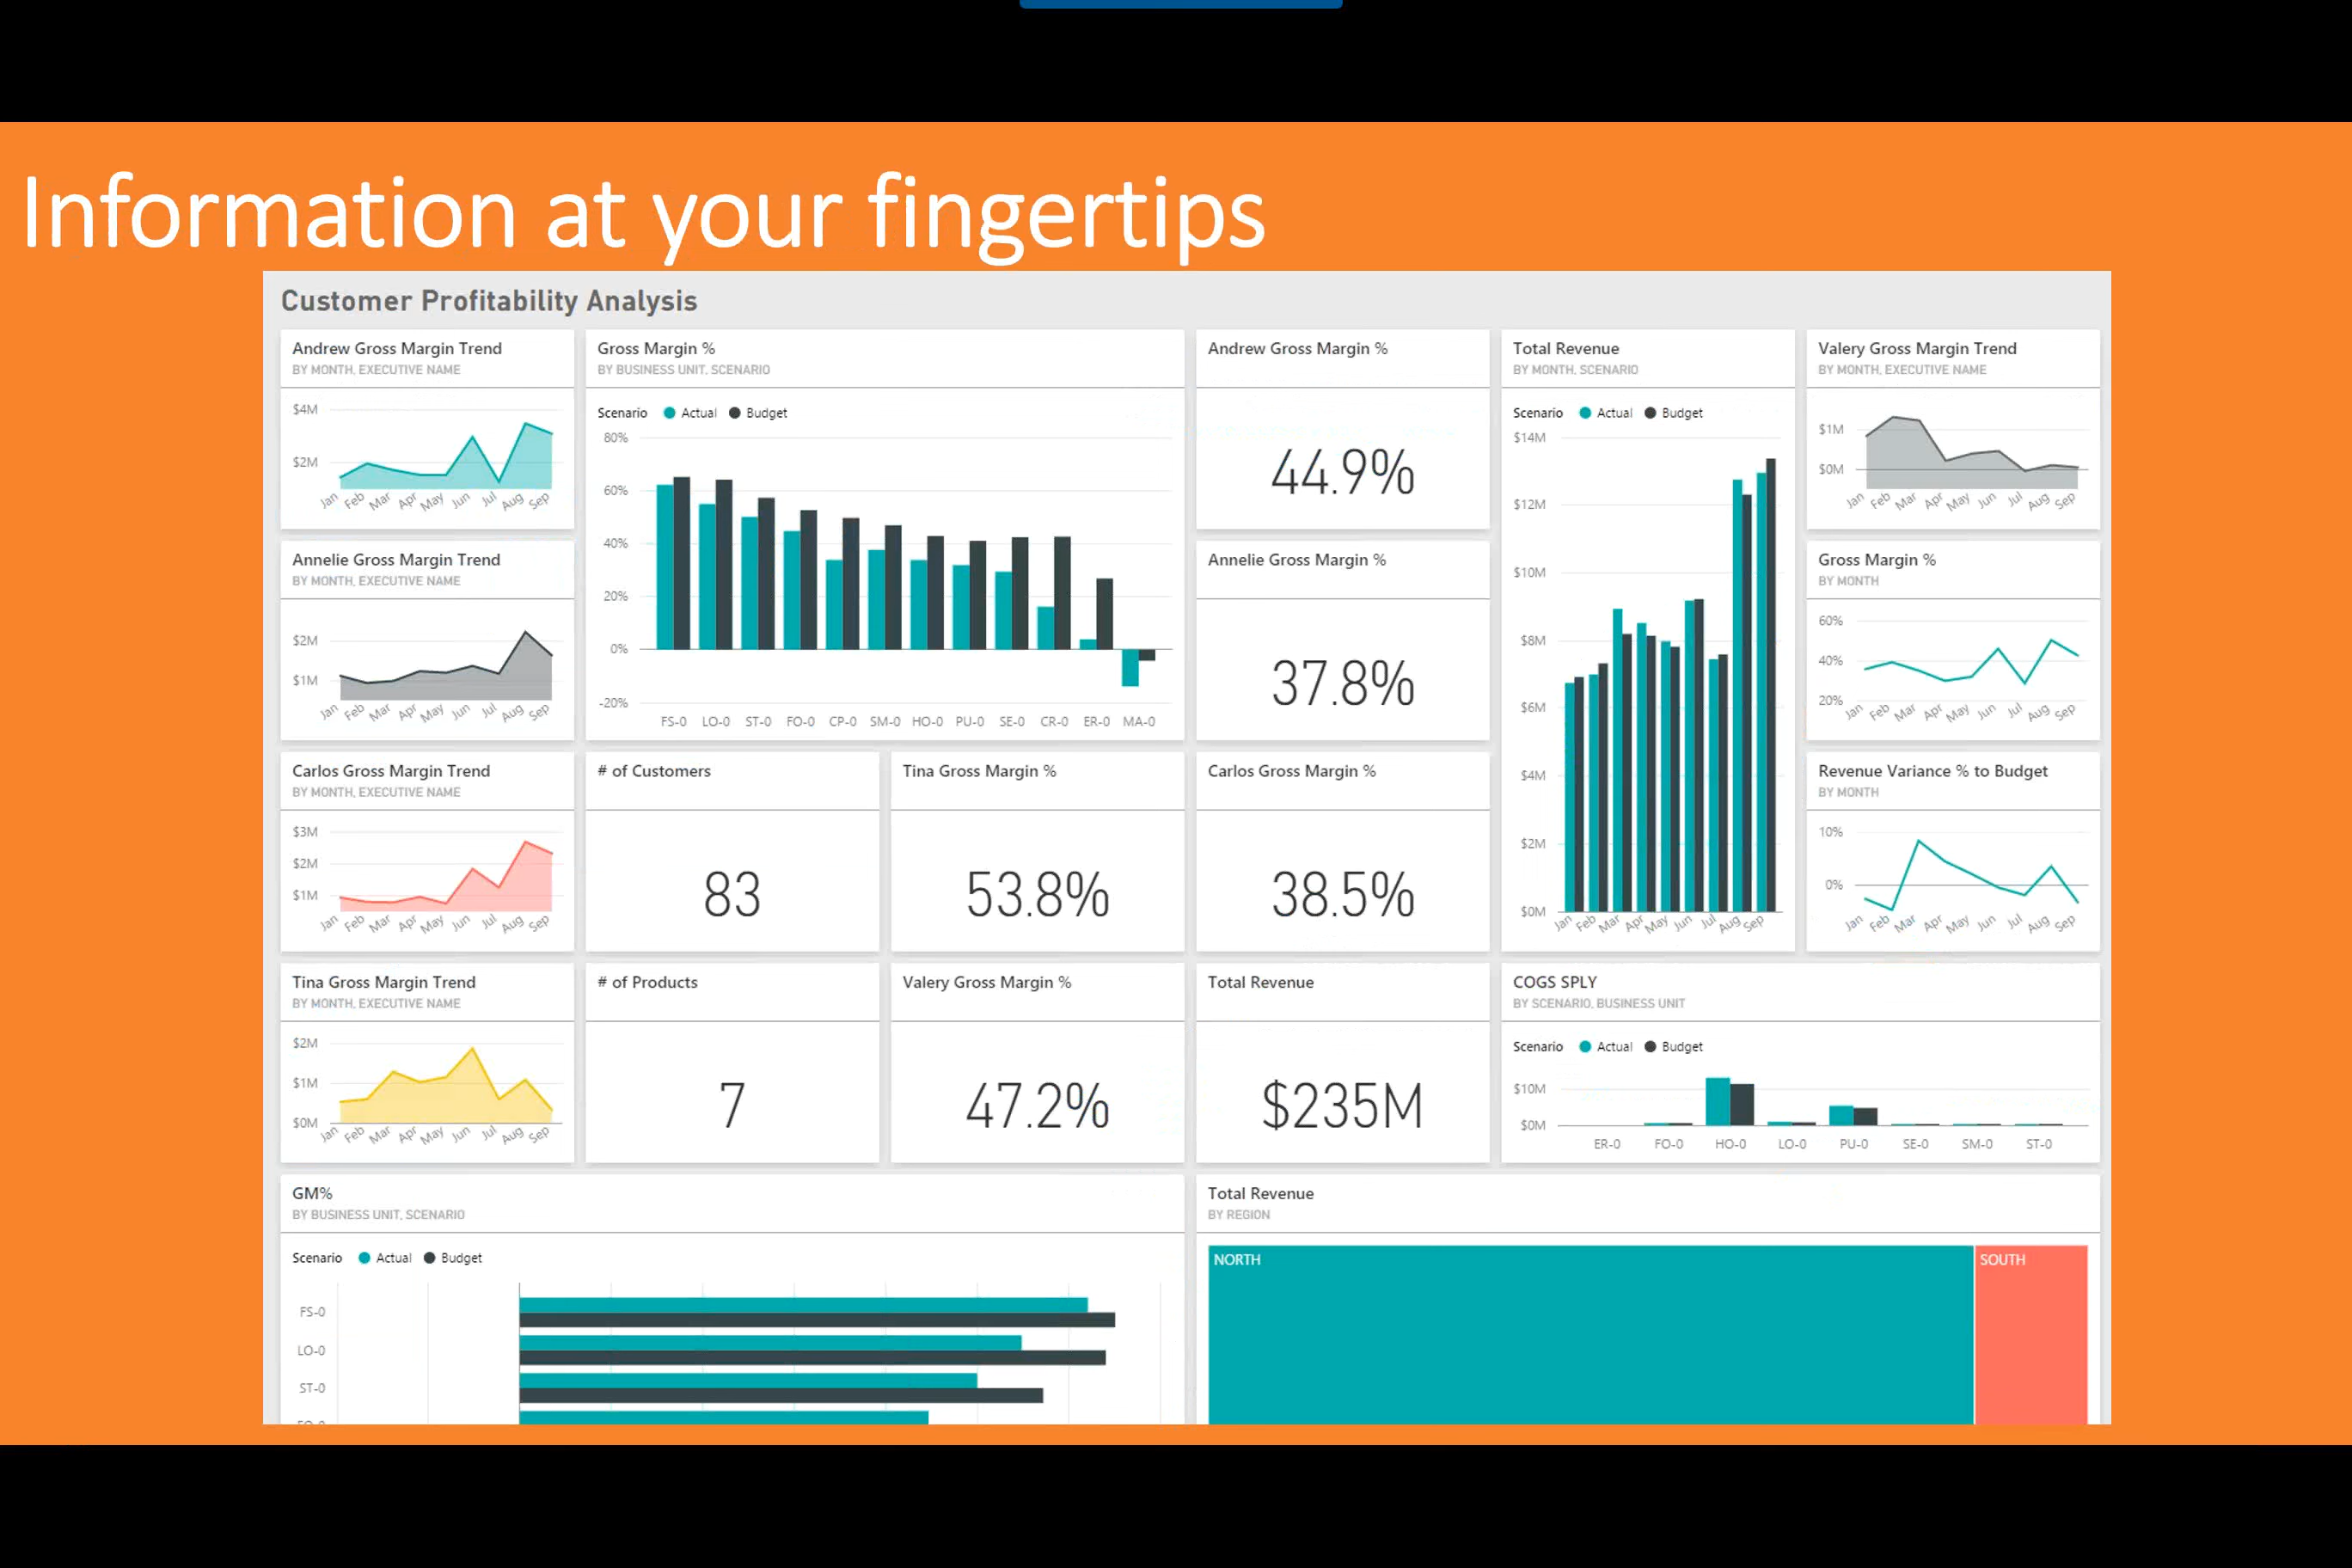 Information at your fingertips
Customer Profitability Analysis
Andrew Gross Margin Trend
BY MONTH, EXECUTIVE NAME
$4M
$2M
Jan Feb Mar Apr May Jun Jul Aug Sep
Gross Margin %
BY BUSINESS UNIT, SCENARIO
Scenario Actual Budget
80%
60%
40%
20%
0%
-20%
FS-0 LO-0 ST-0 FO-0 CP-0 SM-0 HO-0 PU-0 SE-0 CR-0 ER-0 MA-0
Andrew Gross Margin %
44.9%
Total Revenue
BY MONTH, SCENARIO
Scenario Actual Budget
$14M
$12M
$10M
$8M
$6M
$4M
$2M
$0M
Jan Feb Mar Apr May Jun Jul Aug Sep
Valery Gross Margin Trend
BY MONTH, EXECUTIVE NAME
$1M
$0M
Jan Feb Mar Apr May Jun Jul Aug Sep
Annelie Gross Margin Trend
BY MONTH, EXECUTIVE NAME
$2M
$1M
Jan Feb Mar Apr May Jun Jul Aug Sep
Annelie Gross Margin %
37.8%
Gross Margin %
BY MONTH
60%
40%
20%
Jan Feb Mar Apr May Jun Jul Aug Sep
Carlos Gross Margin Trend
BY MONTH, EXECUTIVE NAME
$3M
$2M
$1M
Jan Feb Mar Apr May Jun Jul Aug Sep
# of Customers
83
Tina Gross Margin %
53.8%
Carlos Gross Margin %
38.5%
Revenue Variance % to Budget
BY MONTH
10%
0%
Jan Feb Mar Apr May Jun Jul Aug Sep
Tina Gross Margin Trend
BY MONTH, EXECUTIVE NAME
$2M
$1M
$0M
Jan Feb Mar Apr May Jun Jul Aug Sep
# of Products
7
Valery Gross Margin %
47.2%
Total Revenue
$235M
COGS SPLY
BY SCENARIO, BUSINESS UNIT
Scenario Actual Budget
$10M
$0M
ER-0 FO-0 HO-0 LO-0 PU-0 SE-0 SM-0 ST-0
GM%
BY BUSINESS UNIT, SCENARIO
Scenario Actual Budget
FS-0
LO-0
ST-0
Total Revenue
BY REGION
NORTH
SOUTH